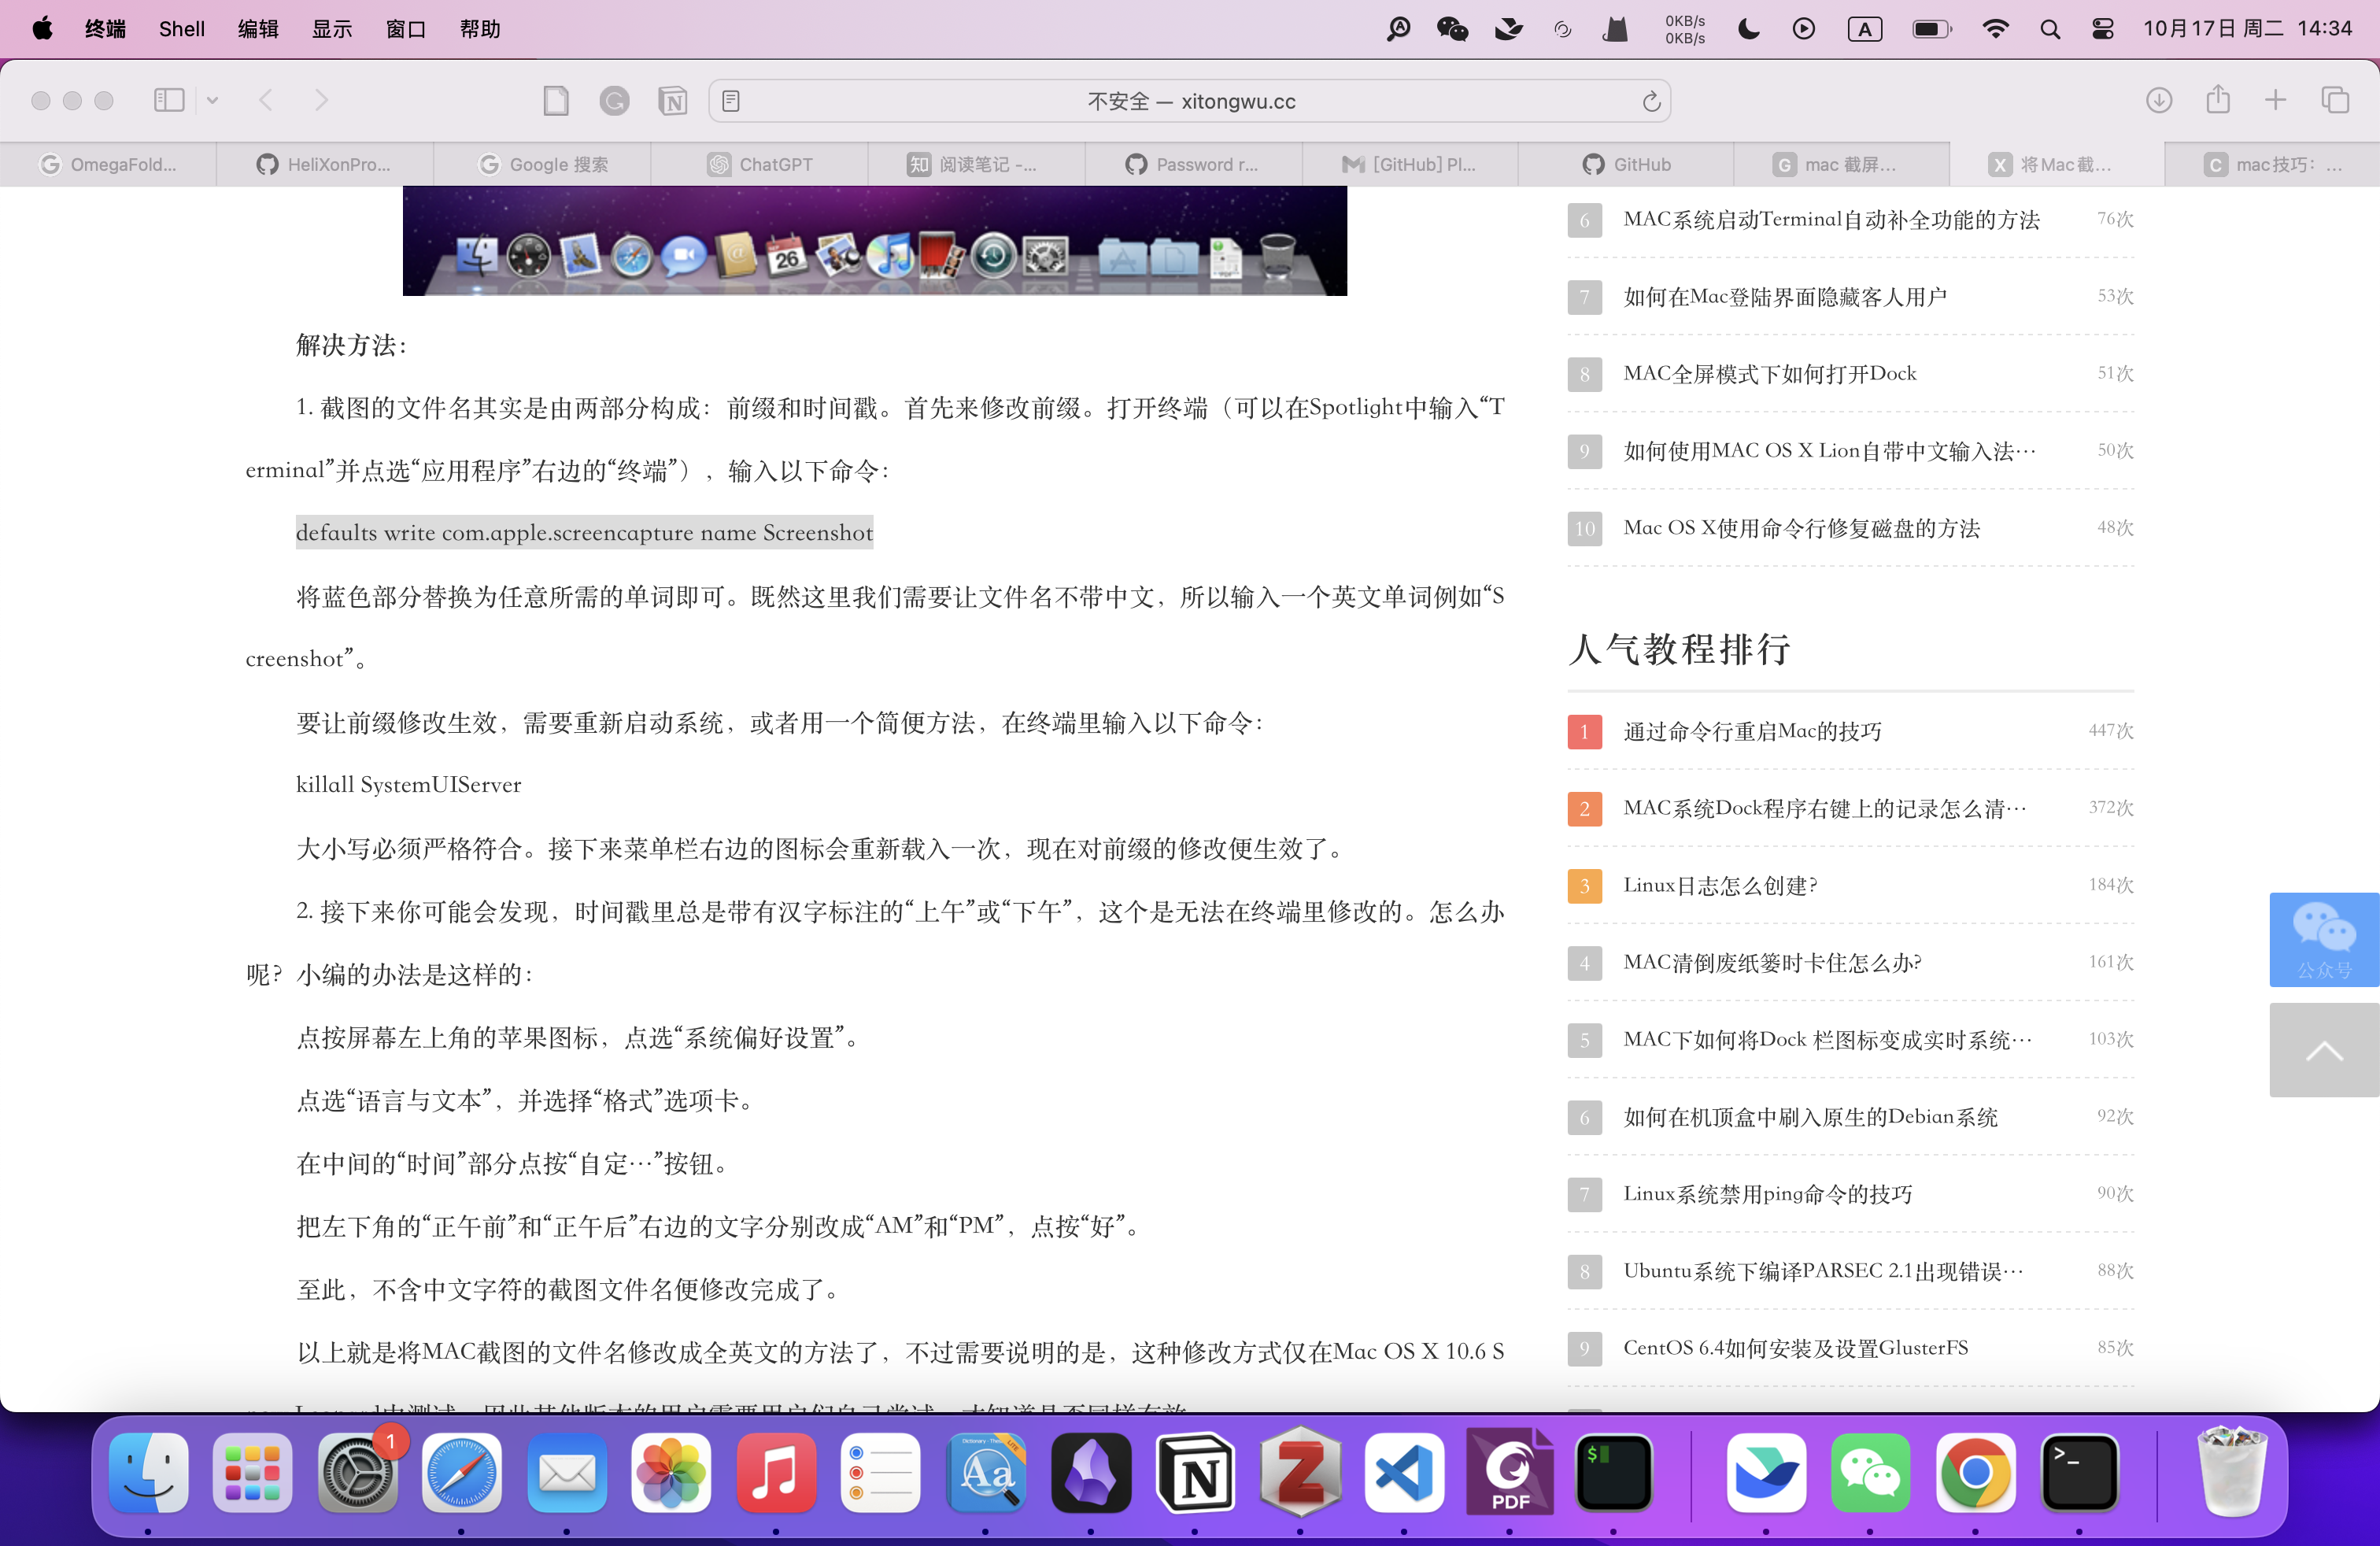 终端 Shell 编辑 显示 窗口 帮助
0KB/s
0KB/s
A
10月17日 周二 14:34
不安全 — xitongwu.cc
OmegaFold...
HeliXonPro...
Google 搜索
ChatGPT
知 阅读笔记 -...
Password r...
[GitHub] Pl...
GitHub
G mac 截屏...
X 将Mac截...
C mac技巧：...
26
解决方法：
1. 截图的文件名其实是由两部分构成：前缀和时间戳。首先来修改前缀。打开终端（可以在Spotlight中输入“T
erminal”并点选“应用程序”右边的“终端”），输入以下命令：
defaults write com.apple.screencapture name Screenshot
将蓝色部分替换为任意所需的单词即可。既然这里我们需要让文件名不带中文，所以输入一个英文单词例如“S
creenshot”。
要让前缀修改生效，需要重新启动系统，或者用一个简便方法，在终端里输入以下命令：
killall SystemUIServer
大小写必须严格符合。接下来菜单栏右边的图标会重新载入一次，现在对前缀的修改便生效了。
2. 接下来你可能会发现，时间戳里总是带有汉字标注的“上午”或“下午”，这个是无法在终端里修改的。怎么办
呢？小编的办法是这样的：
点按屏幕左上角的苹果图标，点选“系统偏好设置”。
点选“语言与文本”，并选择“格式”选项卡。
在中间的“时间”部分点按“自定…”按钮。
把左下角的“正午前”和“正午后”右边的文字分别改成“AM”和“PM”，点按“好”。
至此，不含中文字符的截图文件名便修改完成了。
以上就是将MAC截图的文件名修改成全英文的方法了，不过需要说明的是，这种修改方式仅在Mac OS X 10.6 S
6 MAC系统启动Terminal自动补全功能的方法 76次
7 如何在Mac登陆界面隐藏客人用户 53次
8 MAC全屏模式下如何打开Dock 51次
9 如何使用MAC OS X Lion自带中文输入法… 50次
10 Mac OS X使用命令行修复磁盘的方法 48次
人气教程排行
1 通过命令行重启Mac的技巧 447次
2 MAC系统Dock程序右键上的记录怎么清… 372次
3 Linux日志怎么创建? 184次
4 MAC清倒废纸篓时卡住怎么办? 161次
5 MAC下如何将Dock 栏图标变成实时系统… 103次
6 如何在机顶盒中刷入原生的Debian系统 92次
7 Linux系统禁用ping命令的技巧 90次
8 Ubuntu系统下编译PARSEC 2.1出现错误… 88次
9 CentOS 6.4如何安装及设置GlusterFS 85次
公众号
1
Aa
N
Z
PDF
$
>_